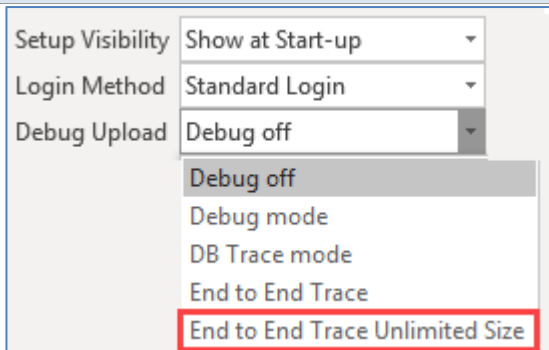 Setup Visibility Show at Start-up
Login Method Standard Login
Debug Upload Debug off
Debug off
Debug mode
DB Trace mode
End to End Trace
End to End Trace Unlimited Size